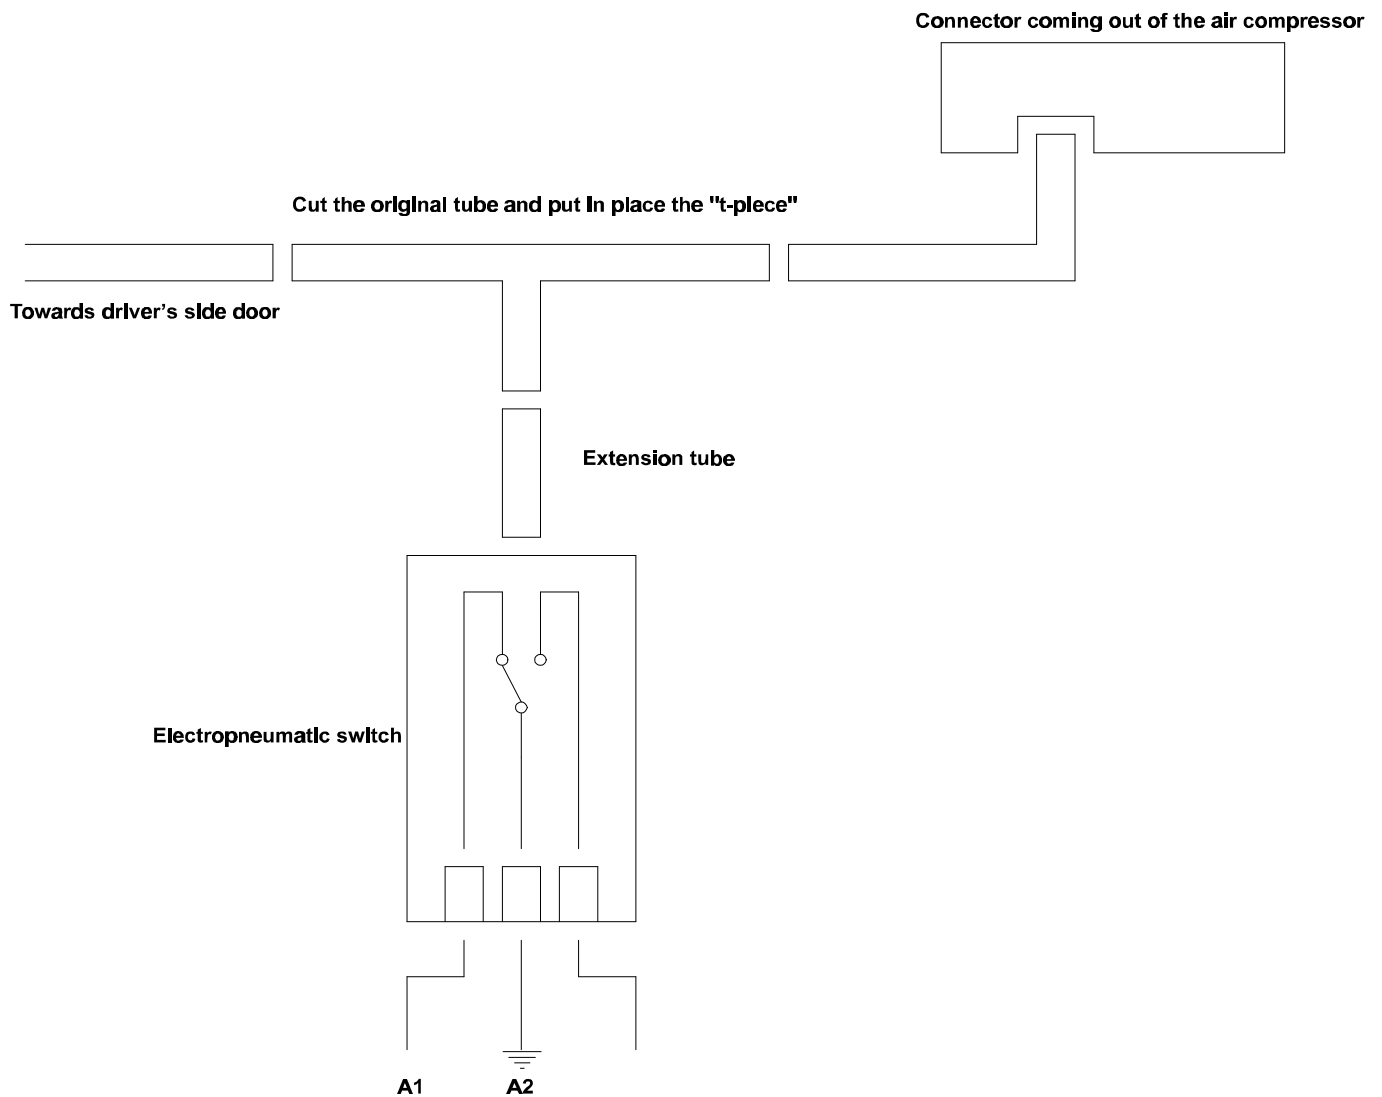 Connector coming out of the air compressor
Cut the original tube and put in place the "t-piece"
Towards driver's side door
Extension tube
Electropneumatic switch
A1 A2